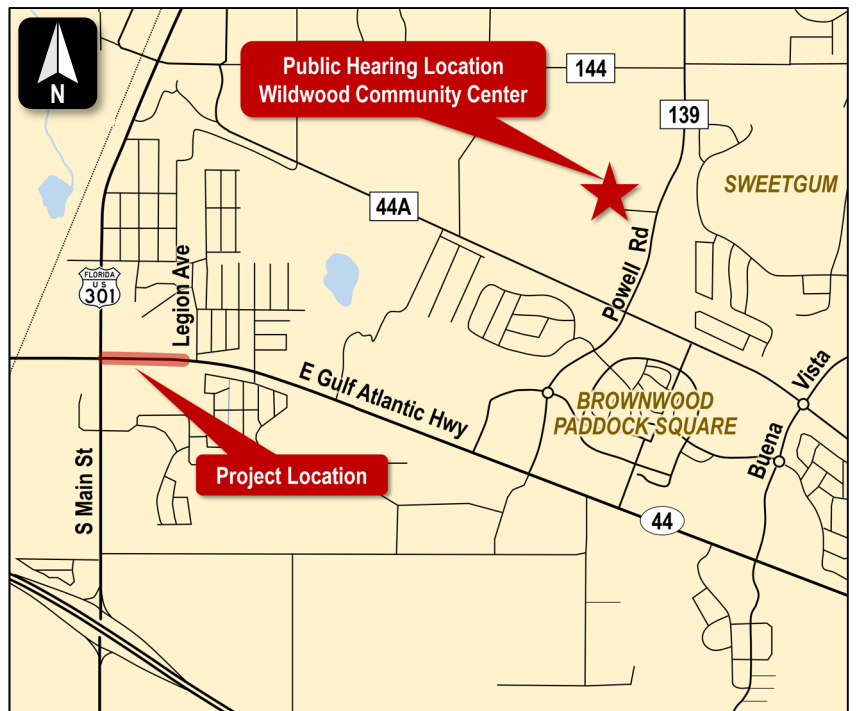 N
Public Hearing Location
Wildwood Community Center
144
139
SWEETGUM
44A
Powell Rd
FLORIDA
US
301
Legion Ave
E Gulf Atlantic Hwy
BROWNWOOD
PADDOCK SQUARE
Buena Vista
Project Location
S Main St
44